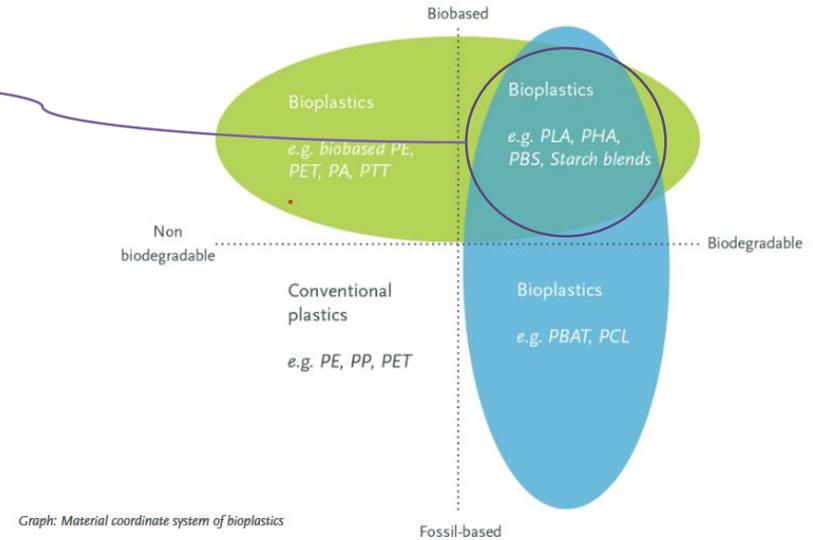 Biobased
Bioplastics
e.g. biobased PE,
PET, PA, PTT
Bioplastics
e.g. PLA, PHA,
PBS, Starch blends
Non
biodegradable
Biodegradable
Conventional
plastics
e.g. PE, PP, PET
Bioplastics
e.g. PBAT, PCL
Graph: Material coordinate system of bioplastics
Fossil-based